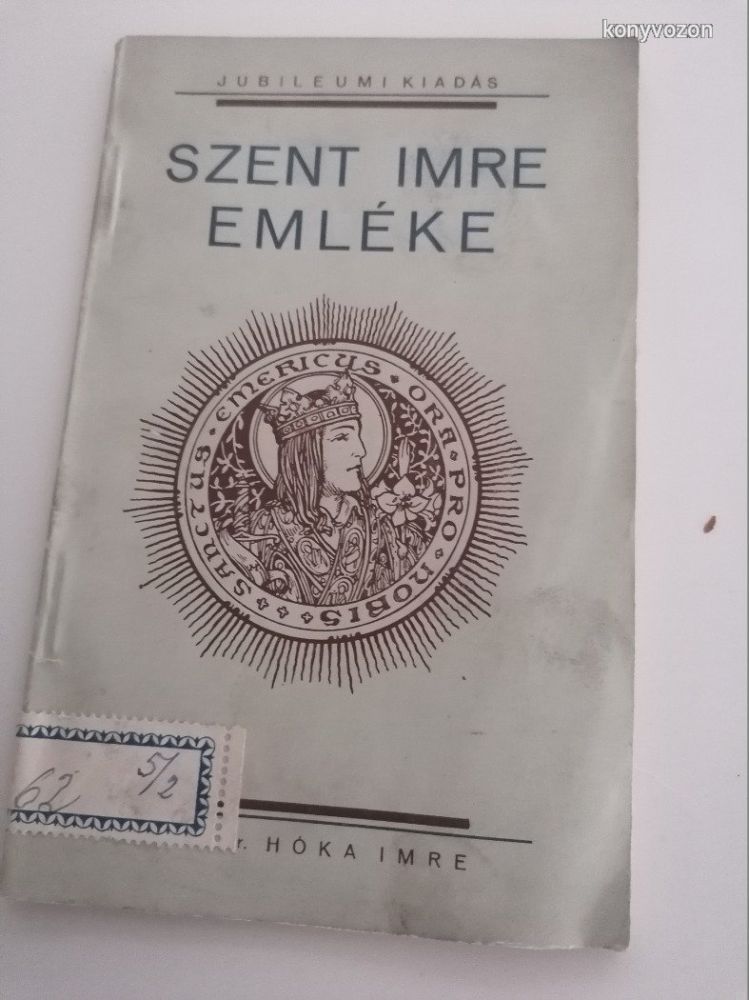 konyvozon
JUBILEUMI KIADÁS
SZENT IMRE
EMLÉKE
SANCTUS · EMERICUS · ORA · PRO · NOBIS
5/2
62
r. HÓKA IMRE